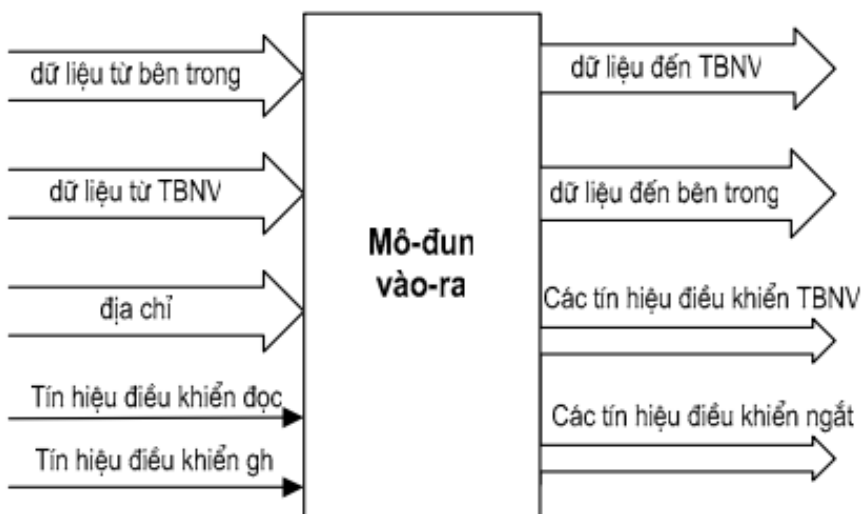 dữ liệu từ bên trong
dữ liệu từ TBNV
địa chỉ
Tín hiệu điều khiển đọc
Tín hiệu điều khiển gh
Mô-đun
vào-ra
dữ liệu đến TBNV
dữ liệu đến bên trong
Các tín hiệu điều khiển TBNV
Các tín hiệu điều khiển ngắt